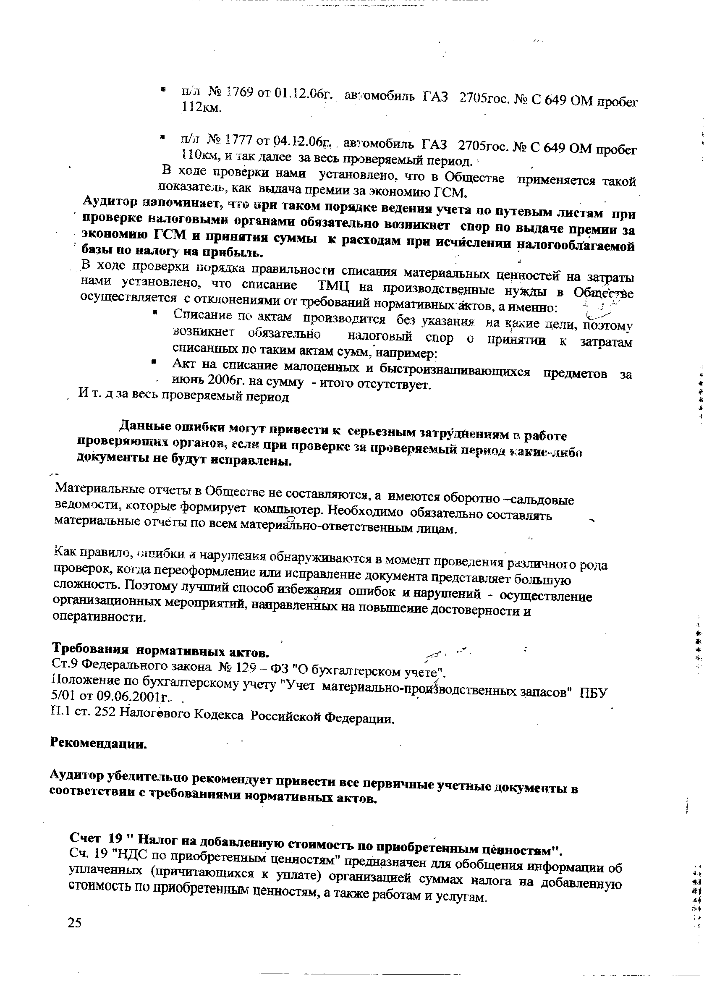 ▪ п/л № 1769 от 01.12.06г. автомобиль ГАЗ 2705гос. № С 649 ОМ пробег
112км.
▪ п/л № 1777 от 04.12.06г. автомобиль ГАЗ 2705гос. № С 649 ОМ пробег
110км, и так далее за весь проверяемый период.
В ходе проверки нами установлено, что в Обществе применяется такой
показатель, как выдача премии за экономию ГСМ.
Аудитор напоминает, что при таком порядке ведения учета по путевым листам при
проверке налоговыми органами обязательно возникнет спор по выдаче премии за
экономию ГСМ и принятия суммы к расходам при исчислении налогооблагаемой
базы по налогу на прибыль.
В ходе проверки порядка правильности списания материальных ценностей на затраты
нами установлено, что списание ТМЦ на производственные нужды в Обществе
осуществляется с отклонениями от требований нормативных актов, а именно:
▪ Списание по актам производится без указания на какие цели, поэтому
возникнет обязательно налоговый спор о принятии к затратам
списанных по таким актам сумм, например:
▪ Акт на списание малоценных и быстроизнашивающихся предметов за
июнь 2006г. на сумму - итого отсутствует.
И т. д за весь проверяемый период
Данные ошибки могут привести к серьезным затруднениям в работе
проверяющих органов, если при проверке за проверяемый период какие-либо
документы не будут исправлены.
Материальные отчеты в Обществе не составляются, а имеются оборотно –сальдовые
ведомости, которые формирует компьютер. Необходимо обязательно составлять
материальные отчеты по всем материально-ответственным лицам.
Как правило, ошибки и нарушения обнаруживаются в момент проведения различного рода
проверок, когда переоформление или исправление документа представляет большую
сложность. Поэтому лучший способ избежания ошибок и нарушений - осуществление
организационных мероприятий, направленных на повышение достоверности и
оперативности.
Требования нормативных актов.
Ст.9 Федерального закона № 129 – ФЗ "О бухгалтерском учете".
Положение по бухгалтерскому учету "Учет материально-производственных запасов" ПБУ
5/01 от 09.06.2001г.
П.1 ст. 252 Налогового Кодекса Российской Федерации.
Рекомендации.
Аудитор убедительно рекомендует привести все первичные учетные документы в
соответствии с требованиями нормативных актов.
Счет 19 " Налог на добавленную стоимость по приобретенным ценностям".
Сч. 19 "НДС по приобретенным ценностям" предназначен для обобщения информации об
уплаченных (причитающихся к уплате) организацией суммах налога на добавленную
стоимость по приобретенным ценностям, а также работам и услугам.
25